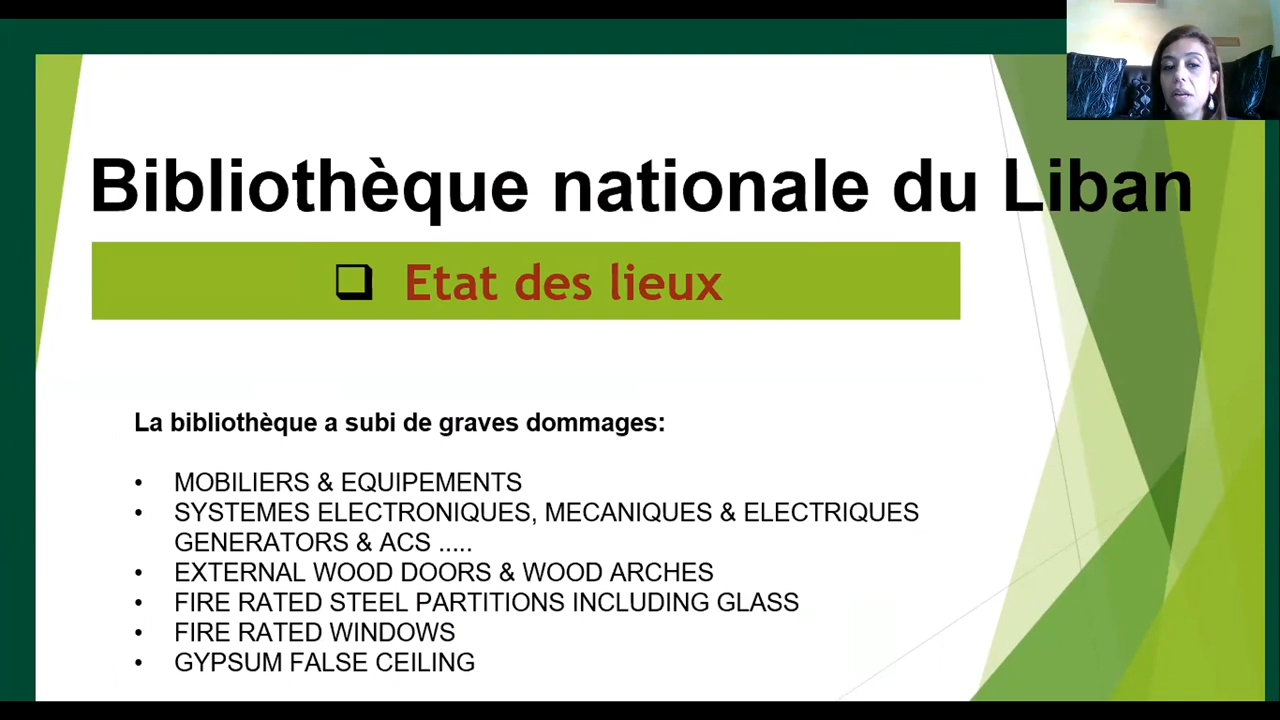 Bibliothèque nationale du Liban
❑ Etat des lieux
La bibliothèque a subi de graves dommages:
• MOBILIERS & EQUIPEMENTS
• SYSTEMES ELECTRONIQUES, MECANIQUES & ELECTRIQUES
GENERATORS & ACS .....
• EXTERNAL WOOD DOORS & WOOD ARCHES
• FIRE RATED STEEL PARTITIONS INCLUDING GLASS
• FIRE RATED WINDOWS
• GYPSUM FALSE CEILING